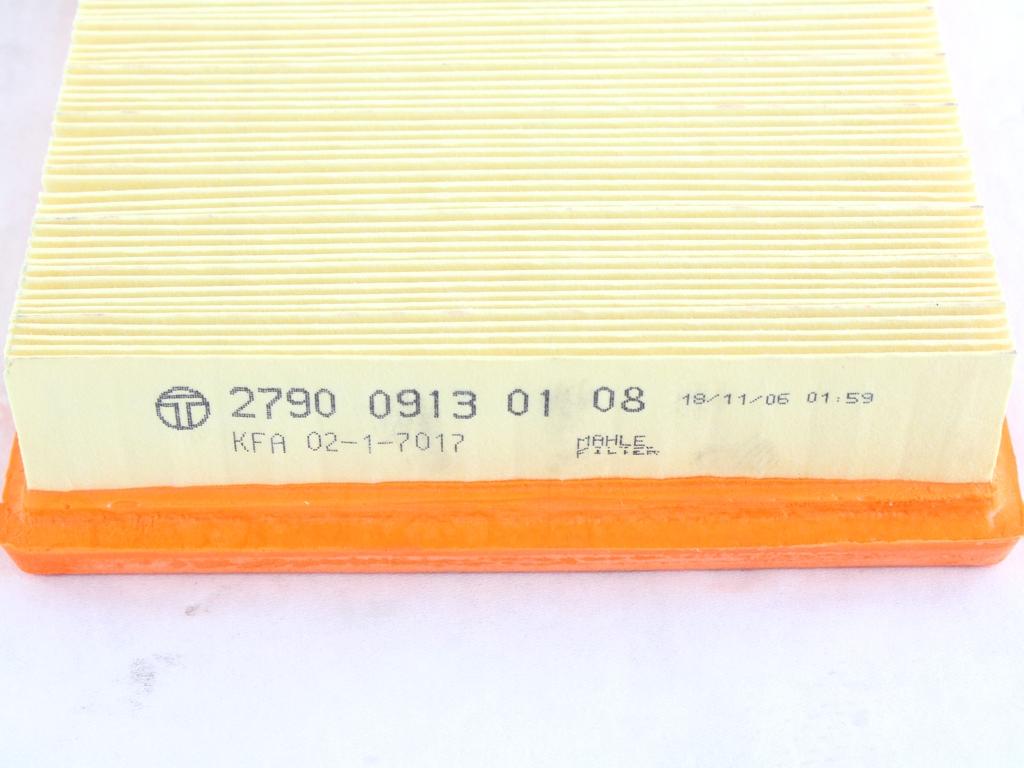 2790 0913 01 08 18/11/06 01:59
KFA 02-1-7017 MAHLE
FILTER